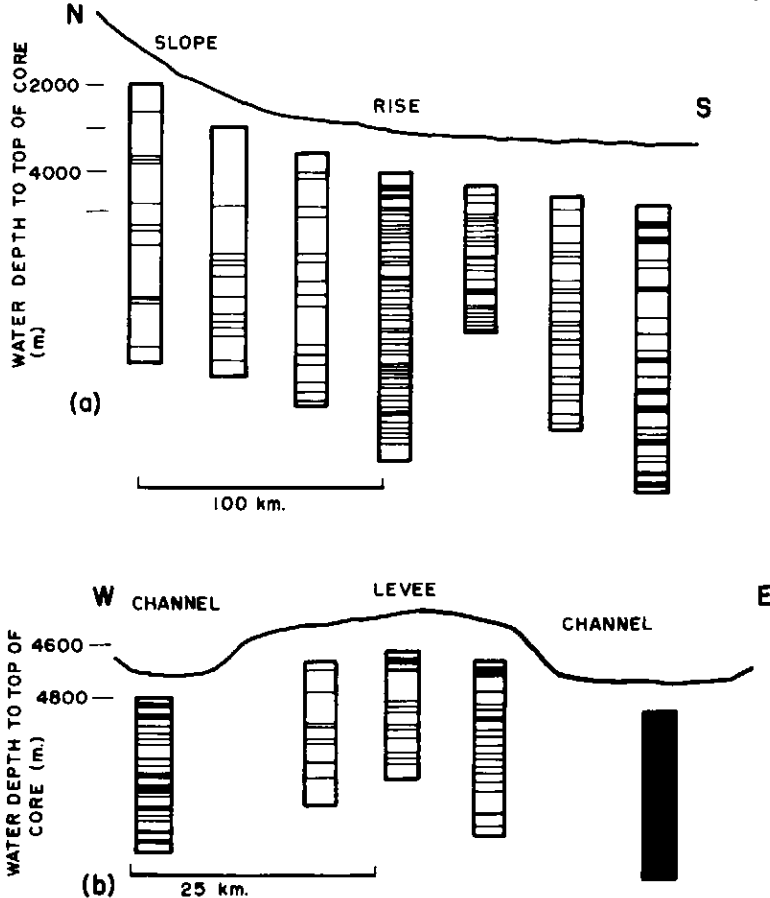 N
SLOPE
RISE
S
2000
4000
WATER DEPTH TO TOP OF CORE
(m)
(a)
100 km.
W
CHANNEL
LEVEE
CHANNEL
E
4600
4800
WATER DEPTH TO TOP OF
CORE (m.)
(b)
25 km.